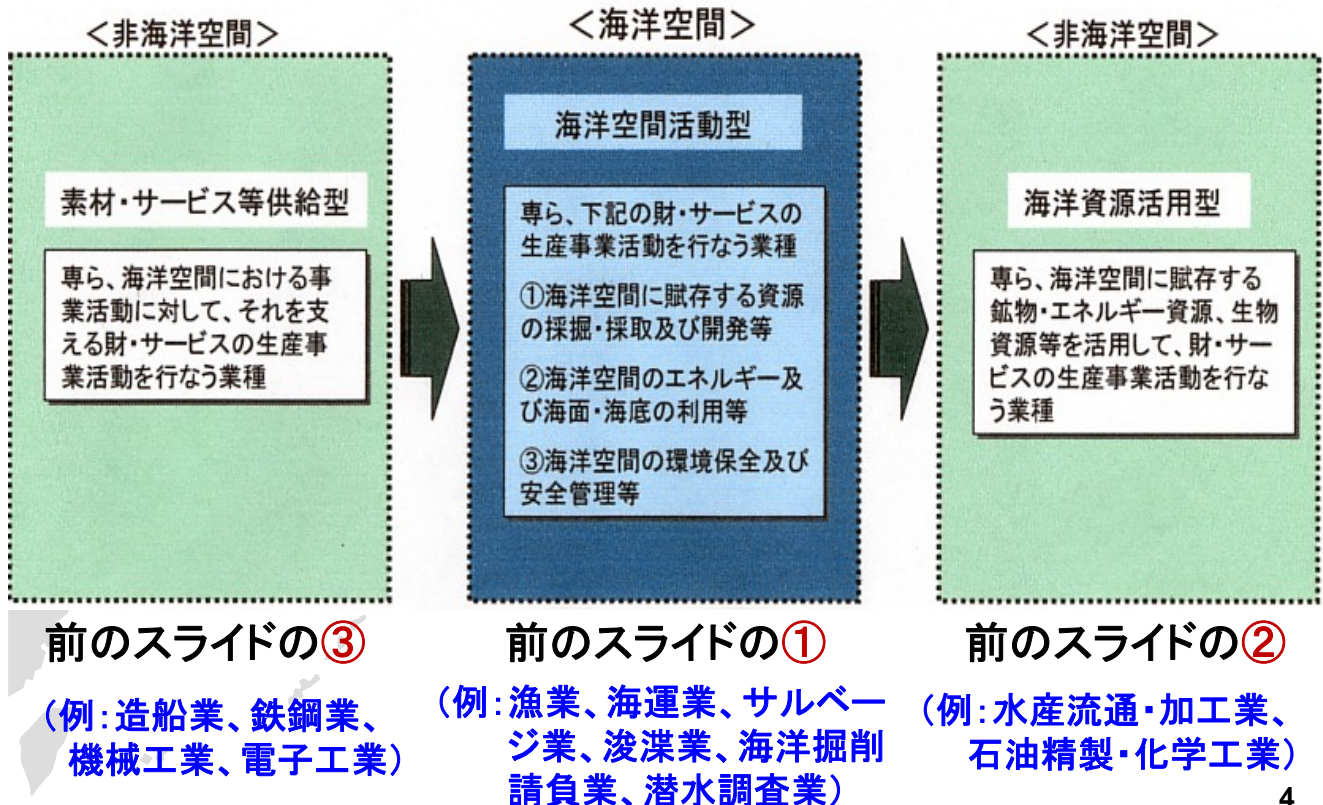 ＜非海洋空間＞
素材・サービス等供給型
専ら、海洋空間における事
業活動に対して、それを支
える財・サービスの生産事
業活動を行なう業種
＜海洋空間＞
海洋空間活動型
専ら、下記の財・サービスの
生産事業活動を行なう業種
①海洋空間に賦存する資源
の採掘・採取及び開発等
②海洋空間のエネルギー及
び海面・海底の利用等
③海洋空間の環境保全及び
安全管理等
＜非海洋空間＞
海洋資源活用型
専ら、海洋空間に賦存する
鉱物・エネルギー資源、生物
資源等を活用して、財・サー
ビスの生産事業活動を行な
う業種
前のスライドの③
（例：造船業、鉄鋼業、
機械工業、電子工業）
前のスライドの①
（例：漁業、海運業、サルベー
ジ業、浚渫業、海洋掘削
請負業、潜水調査業）
前のスライドの②
（例：水産流通・加工業、
石油精製・化学工業）
4